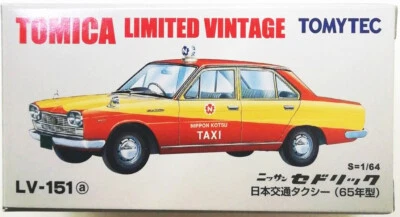 TOMICA LIMITED VINTAGE TOMYTEC
NIPPON KOTSU
TAXI
S=1/64
LV-151 ⓐ
ニッサン セドリック
日本交通タクシー (65年型)